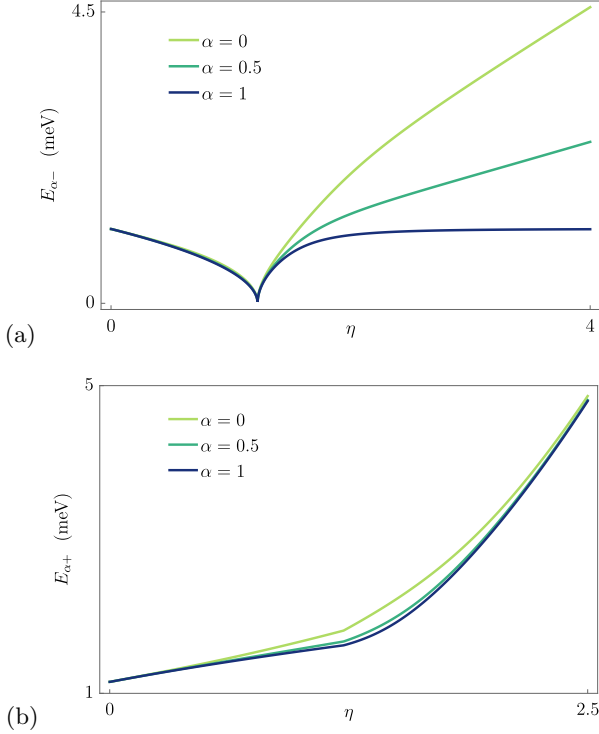 4.5
α = 0
α = 0.5
α = 1
E_{α−} (meV)
0
0
η
4
(a)
5
α = 0
α = 0.5
α = 1
E_{α+} (meV)
1
0
η
2.5
(b)